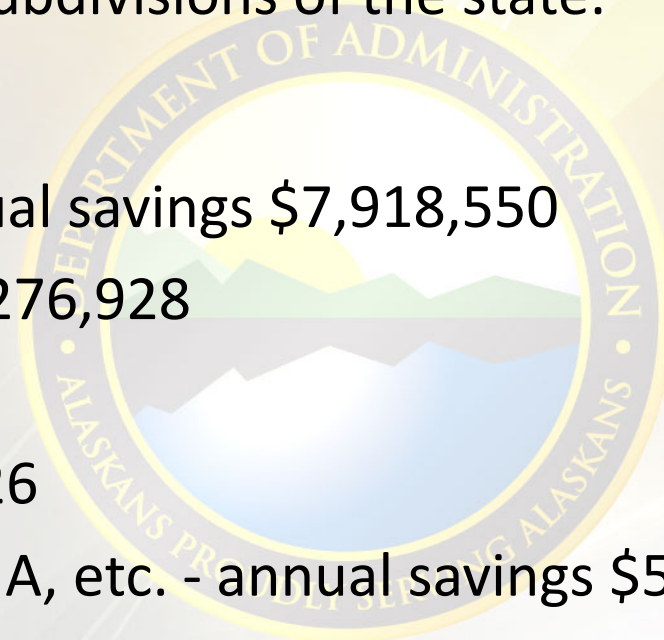 subdivisions of the state.
DEPARTMENT OF ADMINISTRATION
ual savings $7,918,550
276,928
26
A, etc. - annual savings $5
• ALASKANS PROUDLY SERVING ALASKANS •